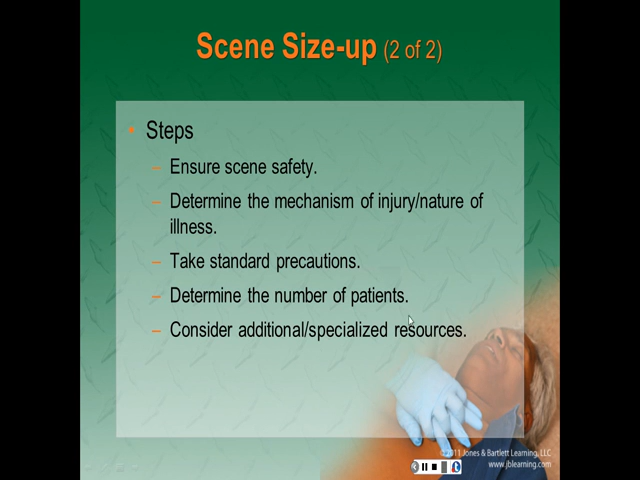 Scene Size-up (2 of 2)
• Steps
– Ensure scene safety.
– Determine the mechanism of injury/nature of
illness.
– Take standard precautions.
– Determine the number of patients.
– Consider additional/specialized resources.
© 2011 Jones & Bartlett Learning, LLC
www.jblearning.com